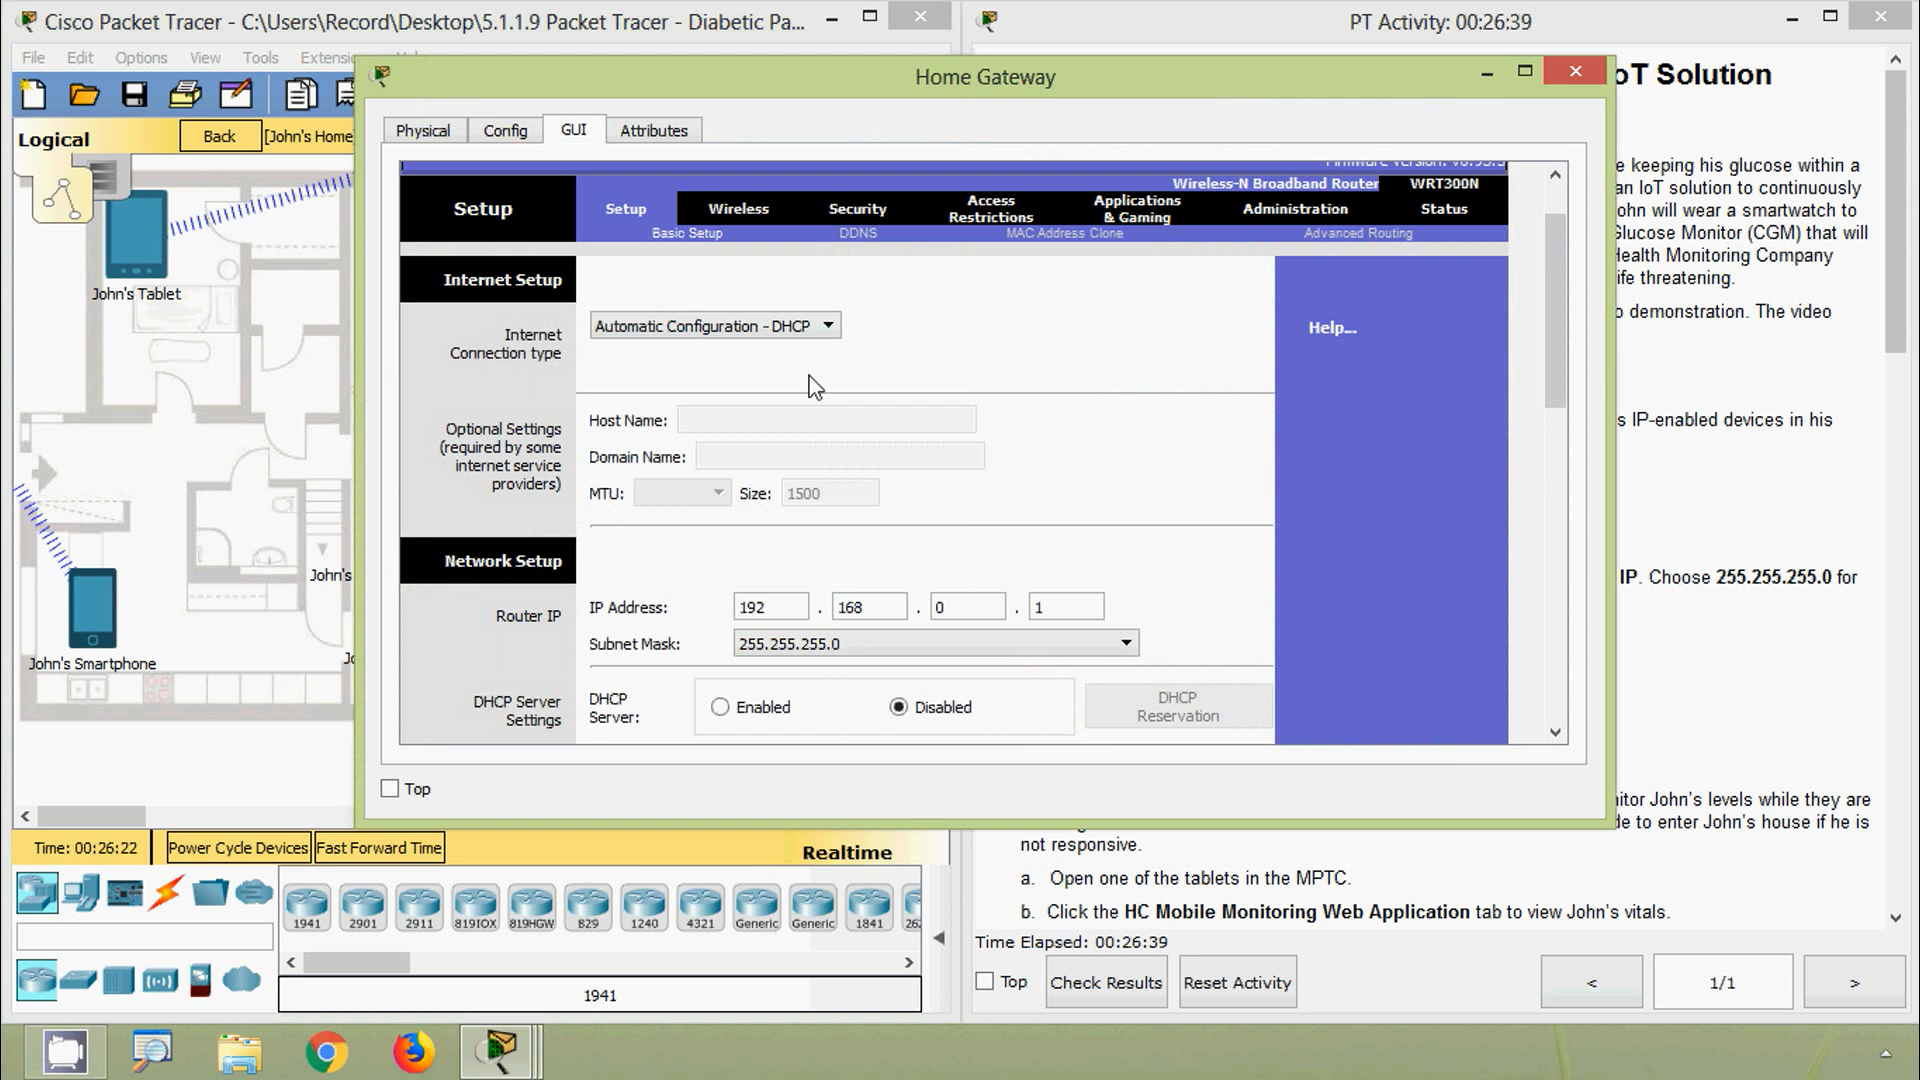 Cisco Packet Tracer - C:\Users\Record\Desktop\5.1.1.9 Packet Tracer - Diabetic Pa...
File Edit Options View Tools Extension
Logical
Back
[John's Home
John's Tablet
John's
John's Smartphone
Time: 00:26:22
Power Cycle Devices
Fast Forward Time
Realtime
1941
2901
2911
819IOX
819HGW
829
1240
4321
Generic
Generic
1841
1941
Home Gateway
Physical
Config
GUI
Attributes
Wireless-N Broadband Router
WRT300N
Setup
Setup
Wireless
Security
Access Restrictions
Applications & Gaming
Administration
Status
Basic Setup
DDNS
MAC Address Clone
Advanced Routing
Internet Setup
Internet
Connection type
Automatic Configuration - DHCP
Help...
Optional Settings
(required by some
internet service
providers)
Host Name:
Domain Name:
MTU:
Size:
1500
Network Setup
Router IP
IP Address:
192 . 168 . 0 . 1
Subnet Mask:
255.255.255.0
DHCP Server
Settings
DHCP
Server:
Enabled
Disabled
DHCP
Reservation
Top
PT Activity: 00:26:39
oT Solution
e keeping his glucose within a
an IoT solution to continuously
ohn will wear a smartwatch to
Glucose Monitor (CGM) that will
Health Monitoring Company
ife threatening.
o demonstration. The video
s IP-enabled devices in his
IP. Choose 255.255.255.0 for
itor John's levels while they are
de to enter John's house if he is
not responsive.
a. Open one of the tablets in the MPTC.
b. Click the HC Mobile Monitoring Web Application tab to view John's vitals.
Time Elapsed: 00:26:39
Top
Check Results
Reset Activity
<
1/1
>